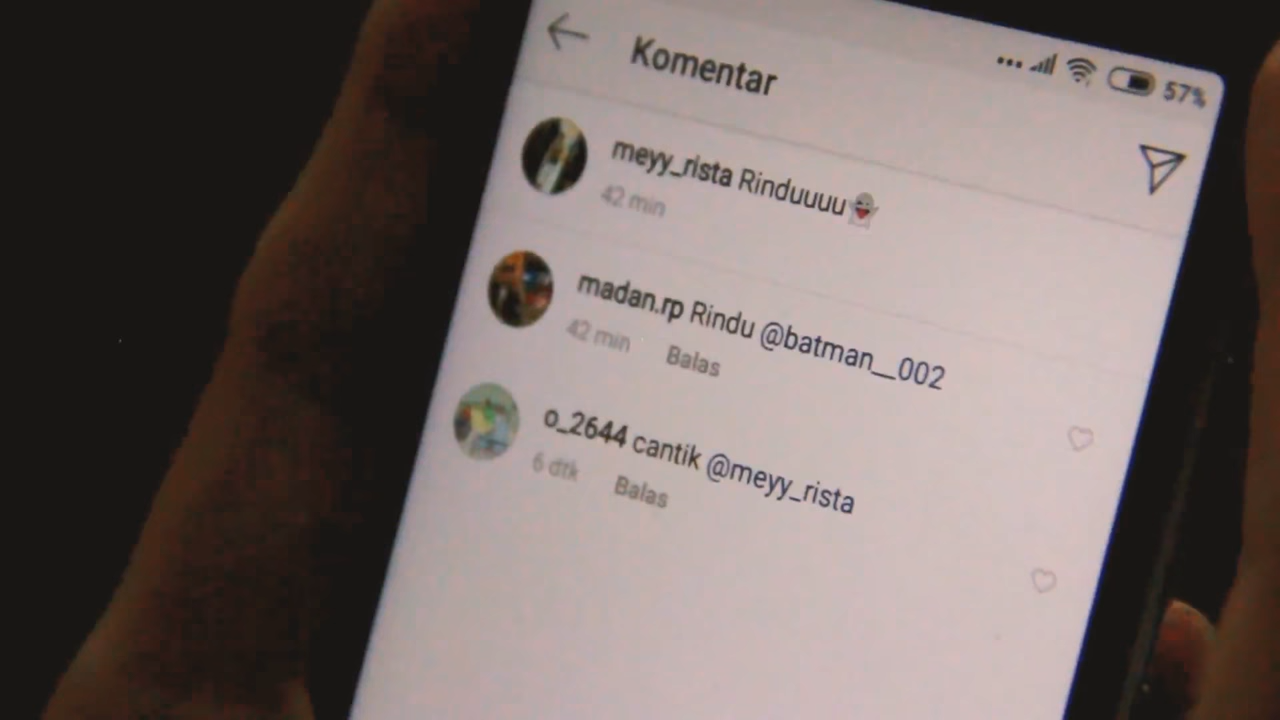 57%
Komentar
meyy_rista Rinduuuu👻
42 min
madan.rp Rindu @batman__002
42 min Balas
o_2644 cantik @meyy_rista
6 dtk Balas